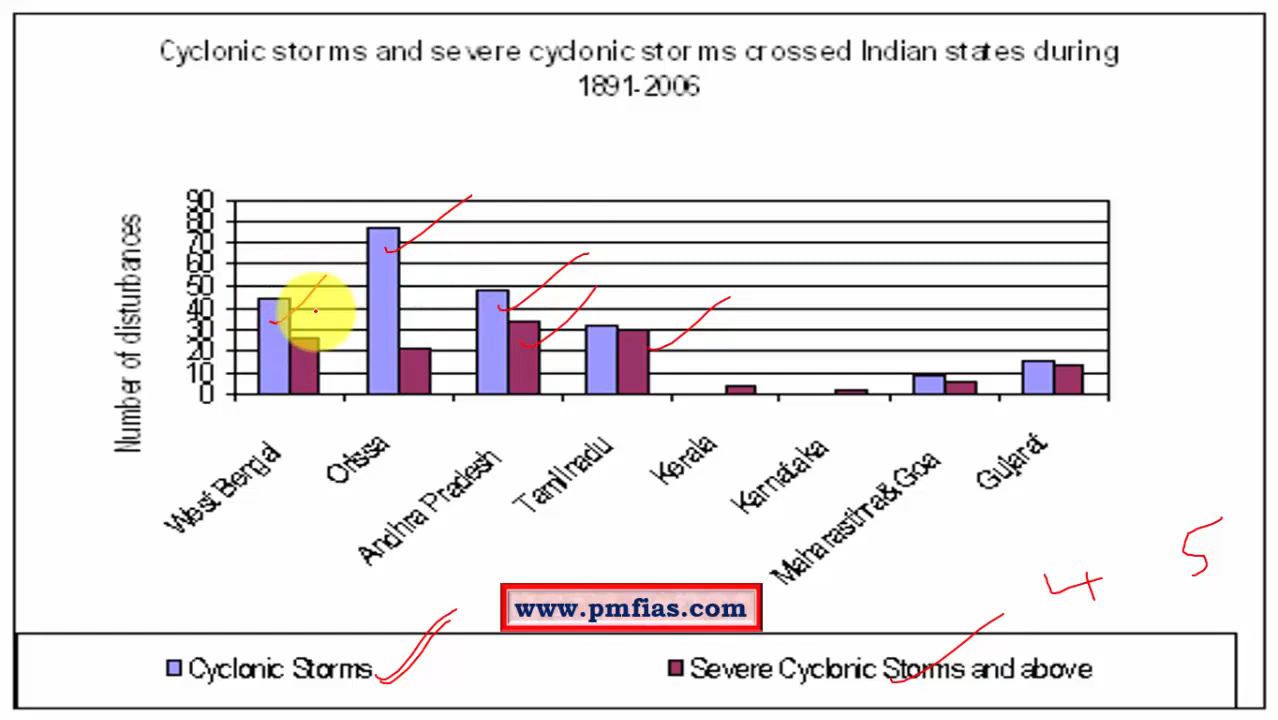 Cyclonic storms and severe cyclonic storms crossed Indian states during
1891-2006
Number of disturbances
90
80
70
60
50
40
30
20
10
0
West Bengal
Orissa
Andhra Pradesh
Tamilnadu
Kerala
Karnataka
Maharasthra&Goa
Gujarat
4 5
www.pmfias.com
Cyclonic Storms
Severe Cyclonic Storms and above